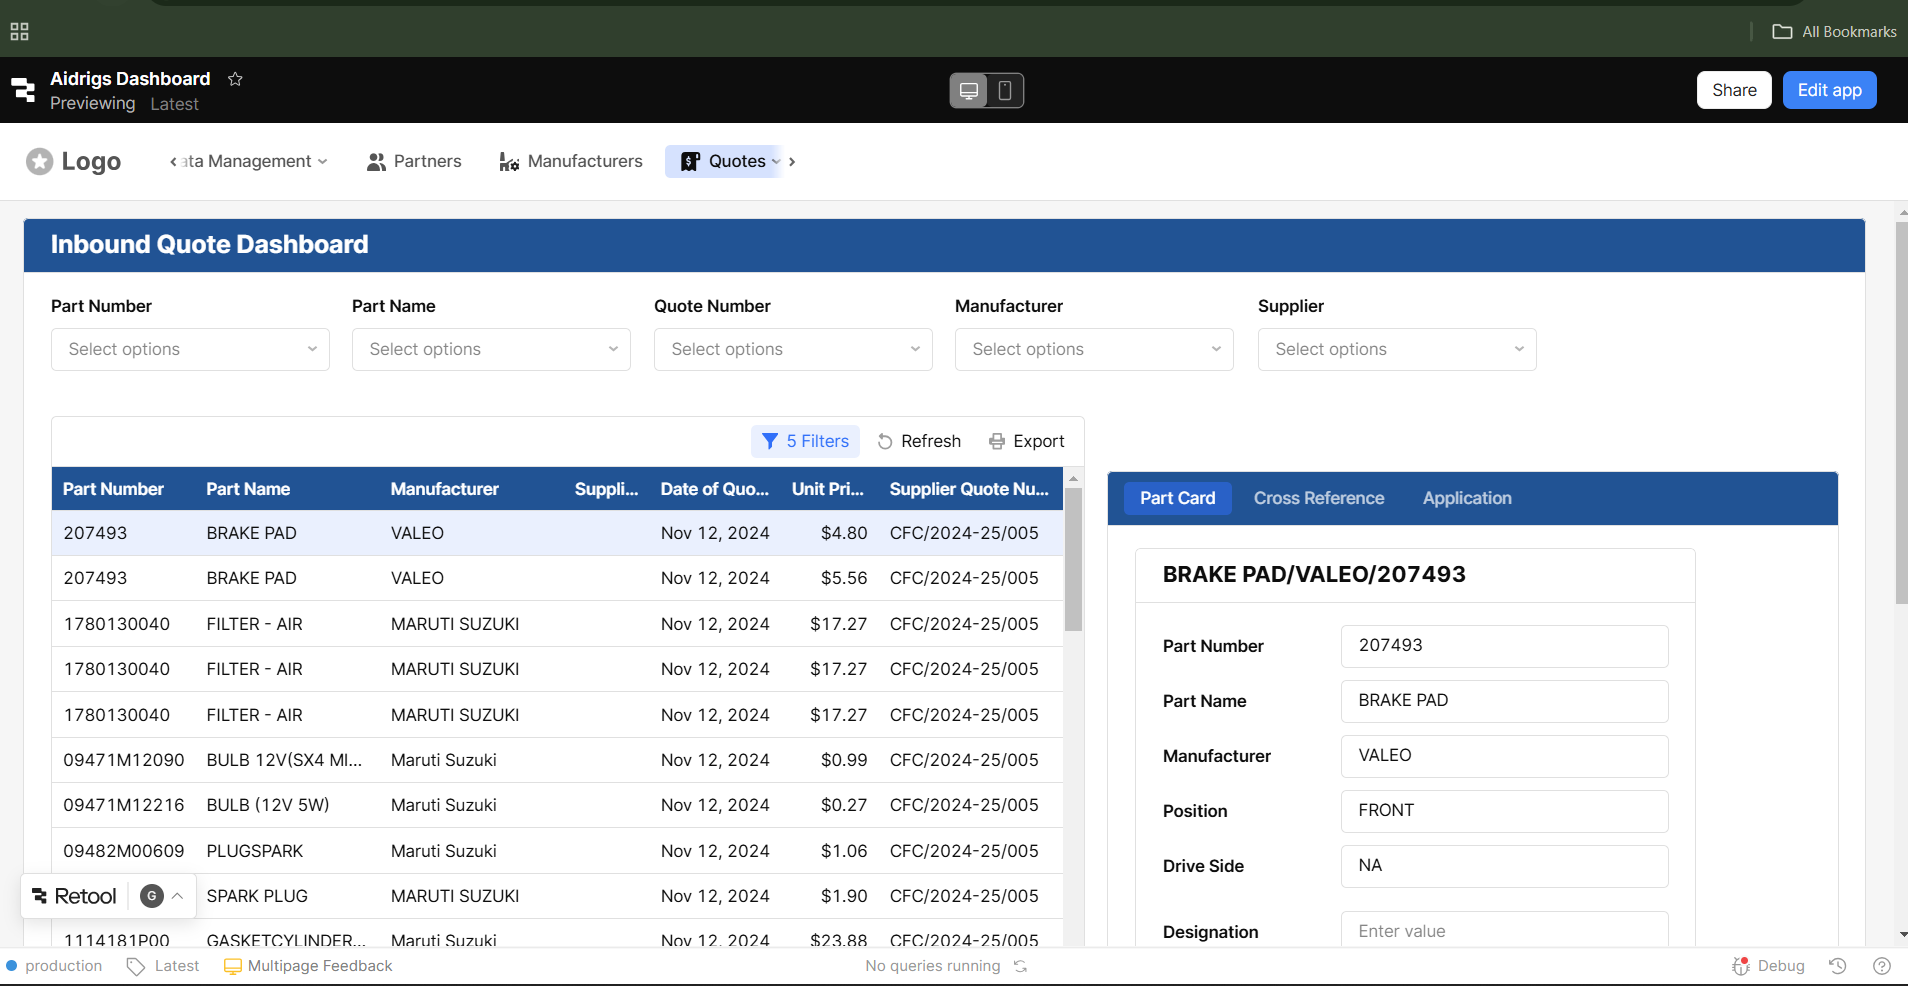 All Bookmarks
Aidrigs Dashboard
Previewing Latest
Share
Edit app
Logo
ata Management
Partners
Manufacturers
Quotes
Inbound Quote Dashboard
Part Number Part Name Quote Number Manufacturer Supplier
Select options Select options Select options Select options Select options
5 Filters Refresh Export
Part Number Part Name Manufacturer Suppli... Date of Quo... Unit Pri... Supplier Quote Nu...
207493 BRAKE PAD VALEO Nov 12, 2024 $4.80 CFC/2024-25/005
207493 BRAKE PAD VALEO Nov 12, 2024 $5.56 CFC/2024-25/005
1780130040 FILTER - AIR MARUTI SUZUKI Nov 12, 2024 $17.27 CFC/2024-25/005
1780130040 FILTER - AIR MARUTI SUZUKI Nov 12, 2024 $17.27 CFC/2024-25/005
1780130040 FILTER - AIR MARUTI SUZUKI Nov 12, 2024 $17.27 CFC/2024-25/005
09471M12090 BULB 12V(SX4 MI... Maruti Suzuki Nov 12, 2024 $0.99 CFC/2024-25/005
09471M12216 BULB (12V 5W) Maruti Suzuki Nov 12, 2024 $0.27 CFC/2024-25/005
09482M00609 PLUGSPARK Maruti Suzuki Nov 12, 2024 $1.06 CFC/2024-25/005
SPARK PLUG MARUTI SUZUKI Nov 12, 2024 $1.90 CFC/2024-25/005
1114181P00 GASKETCYLINDER... Maruti Suzuki Nov 12, 2024 $23.88 CFC/2024-25/005
Part Card Cross Reference Application
BRAKE PAD/VALEO/207493
Part Number 207493
Part Name BRAKE PAD
Manufacturer VALEO
Position FRONT
Drive Side NA
Designation Enter value
Retool G
production Latest Multipage Feedback No queries running Debug